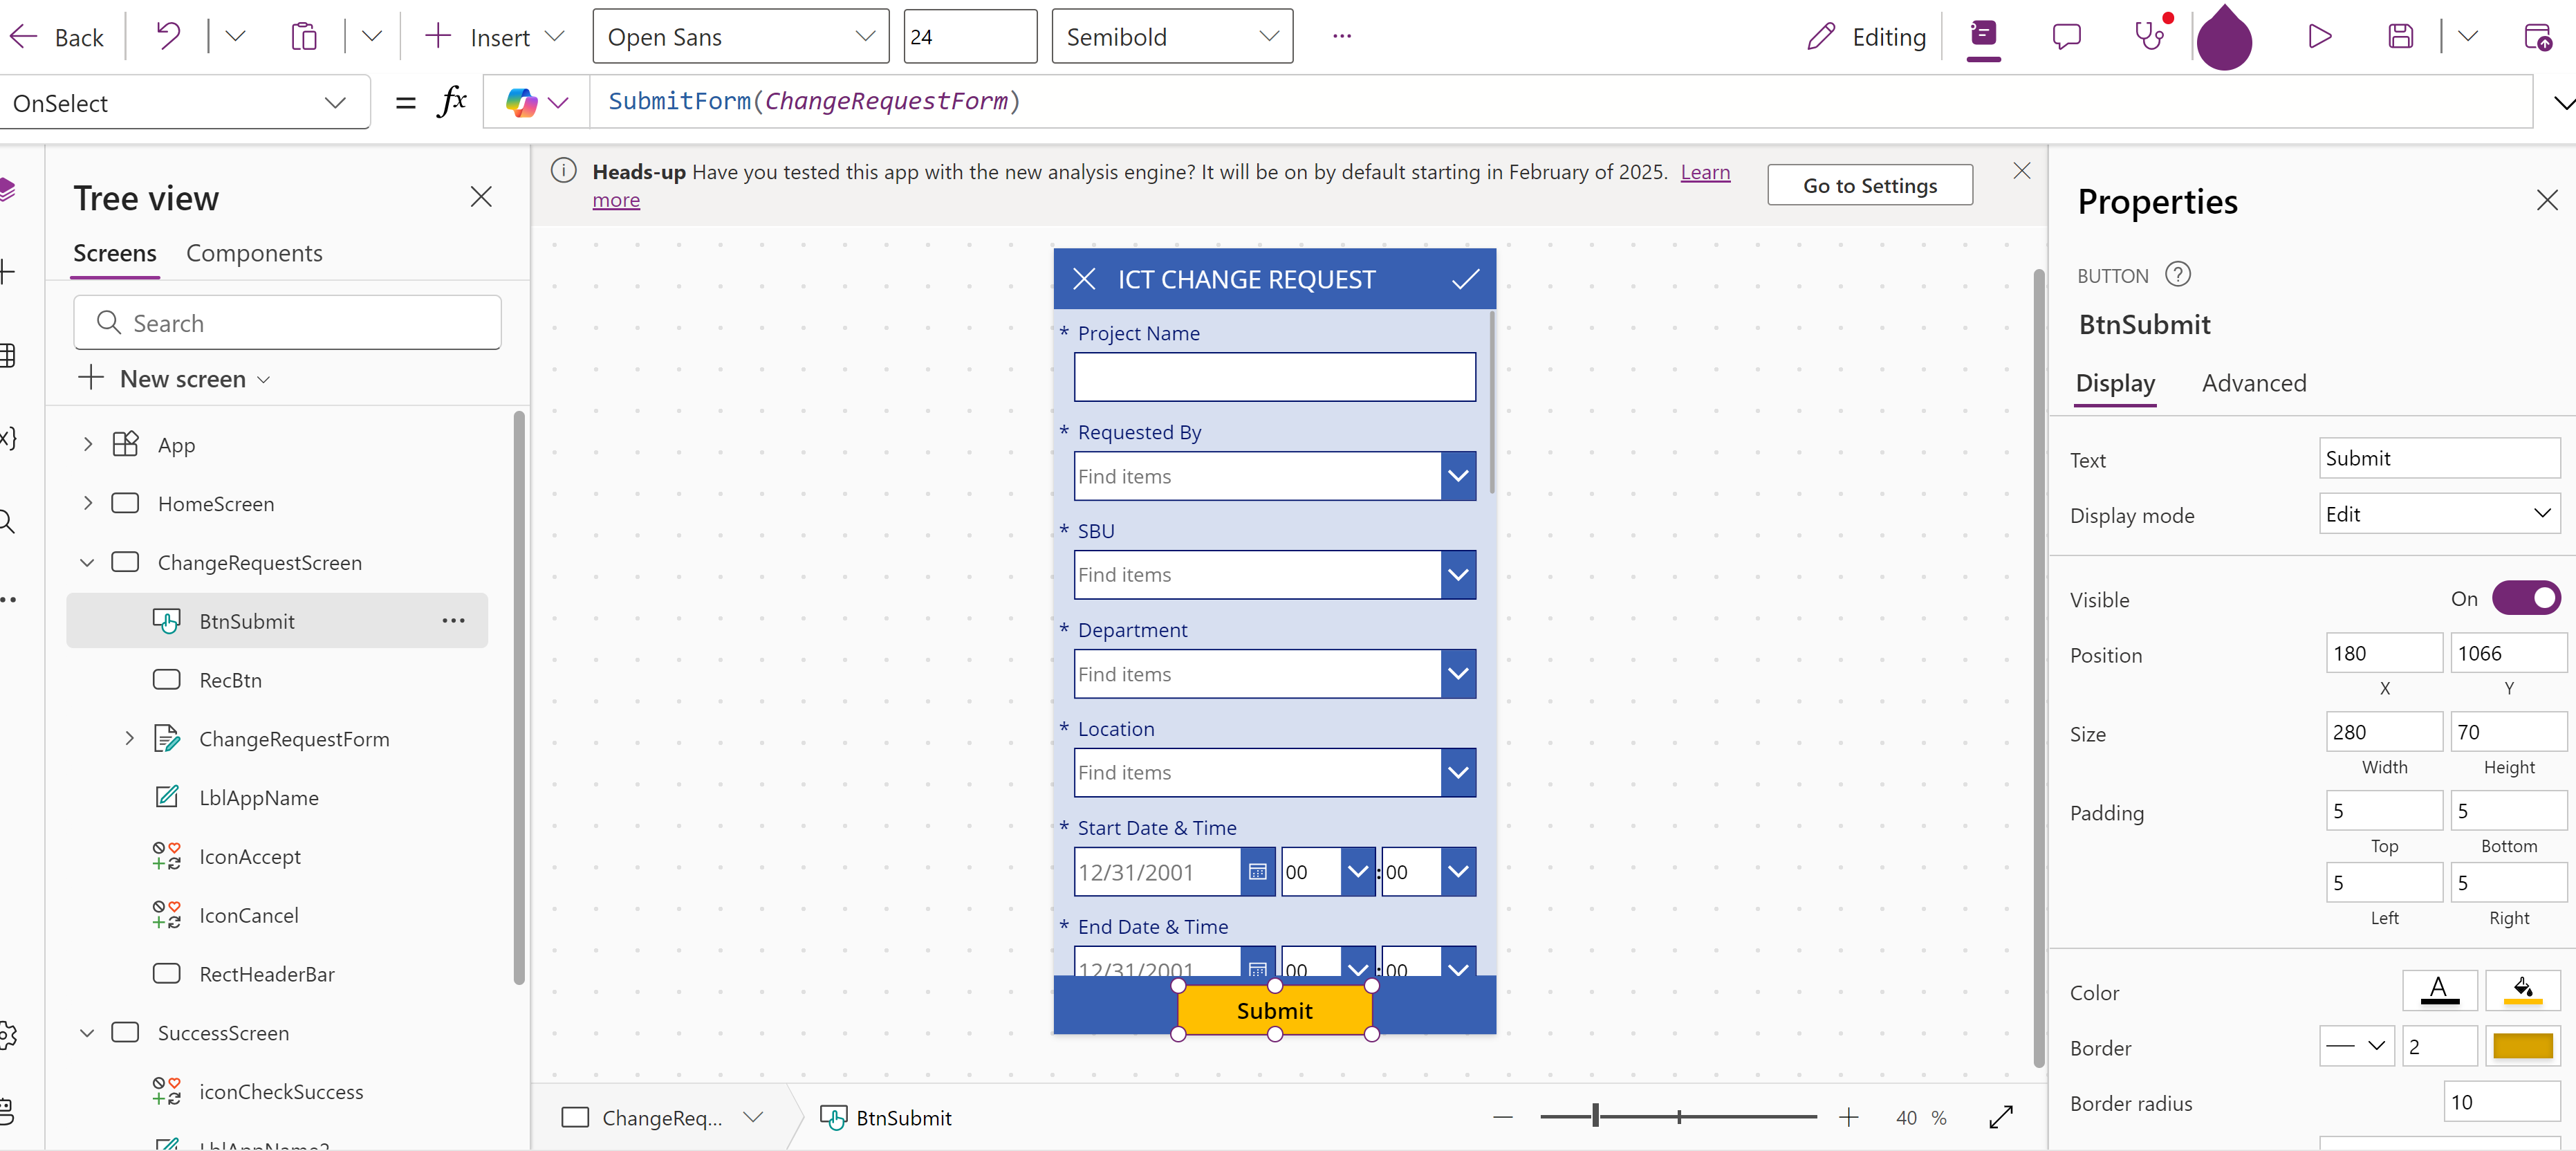 Back
Insert
Open Sans
24
Semibold
Editing
OnSelect
= fx
SubmitForm(ChangeRequestForm)
Tree view
Screens Components
Search
New screen
App
HomeScreen
ChangeRequestScreen
BtnSubmit
RecBtn
ChangeRequestForm
LblAppName
IconAccept
IconCancel
RectHeaderBar
SuccessScreen
iconCheckSuccess
LblAppName2
Heads-up Have you tested this app with the new analysis engine? It will be on by default starting in February of 2025. Learn
more
Go to Settings
ICT CHANGE REQUEST
* Project Name
* Requested By
Find items
* SBU
Find items
* Department
Find items
* Location
Find items
* Start Date & Time
12/31/2001 00 : 00
* End Date & Time
12/31/2001 00 : 00
Submit
ChangeReq... BtnSubmit
40 %
Properties
BUTTON ?
BtnSubmit
Display Advanced
Text Submit
Display mode Edit
Visible On
Position 180 1066
X Y
Size 280 70
Width Height
Padding 5 5
Top Bottom
5 5
Left Right
Color A
Border 2
Border radius 10